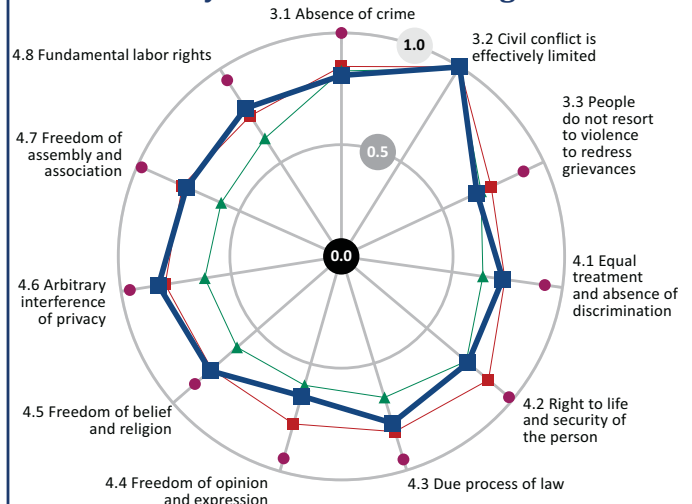 3.1 Absence of crime
1.0
3.2 Civil conflict is
effectively limited
4.8 Fundamental labor rights
3.3 People
do not resort
to violence
to redress
grievances
0.5
4.7 Freedom of
assembly and
association
0.0
4.1 Equal
treatment
and absence of
discrimination
4.6 Arbitrary
interference
of privacy
4.2 Right to life
and security of
the person
4.5 Freedom of belief
and religion
4.3 Due process of law
4.4 Freedom of opinion
and expression